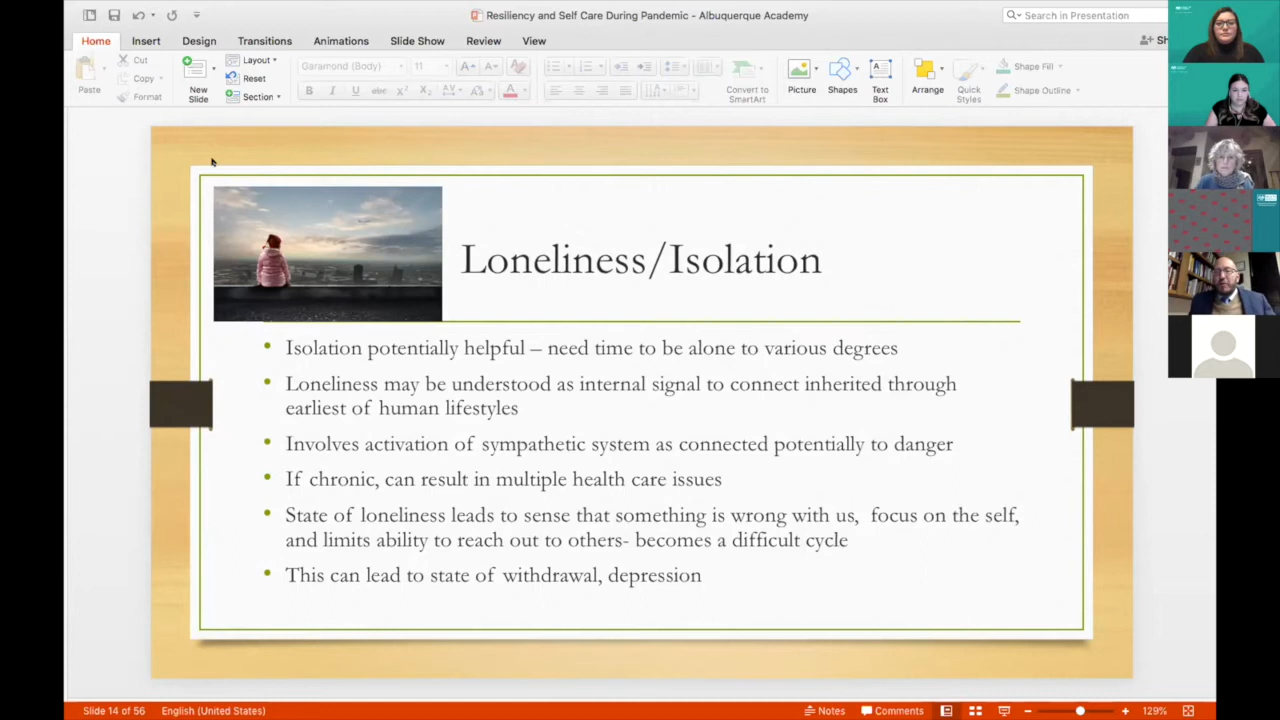 Resiliency and Self Care During Pandemic - Albuquerque Academy
Search in Presentation
Home Insert Design Transitions Animations Slide Show Review View
Sh
Paste
Cut
Copy
Format
New
Slide
Layout
Reset
Section
Garamond (Body) 11
B I U abc X² X₂ AV Aa A
Convert to
SmartArt
Picture
Shapes
Text
Box
Arrange
Quick
Styles
Shape Fill
Shape Outline
Loneliness/Isolation
• Isolation potentially helpful – need time to be alone to various degrees
• Loneliness may be understood as internal signal to connect inherited through
earliest of human lifestyles
• Involves activation of sympathetic system as connected potentially to danger
• If chronic, can result in multiple health care issues
• State of loneliness leads to sense that something is wrong with us, focus on the self,
and limits ability to reach out to others- becomes a difficult cycle
• This can lead to state of withdrawal, depression
Slide 14 of 56 English (United States) Notes Comments 129%